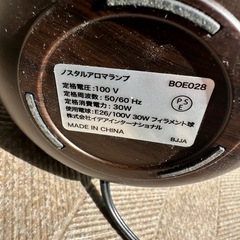 ノスタルアロマランプ BOE028
定格電圧:100 V
定格周波数:50/60 Hz
定格消費電力:30W
使用電球:E26/100V 30W フィラメント球
株式会社イデアインターナショナル
MADE IN CHINA
BJJA
P S
E